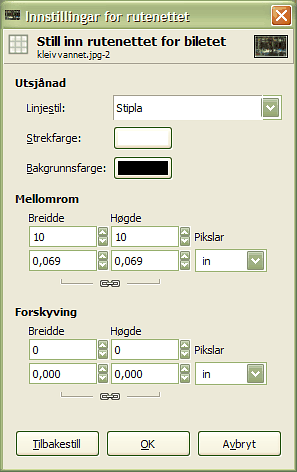 Innstillingar for rutenettet
Still inn rutenettet for biletet
kleivvannet.jpg-2
Utsjånad
Linjestil: Stipla
Strekfarge:
Bakgrunnsfarge:
Mellomrom
Breidde Høgde
10 10 Pikslar
0,069 0,069 in
Forskyving
Breidde Høgde
0 0 Pikslar
0,000 0,000 in
Tilbakestill OK Avbryt